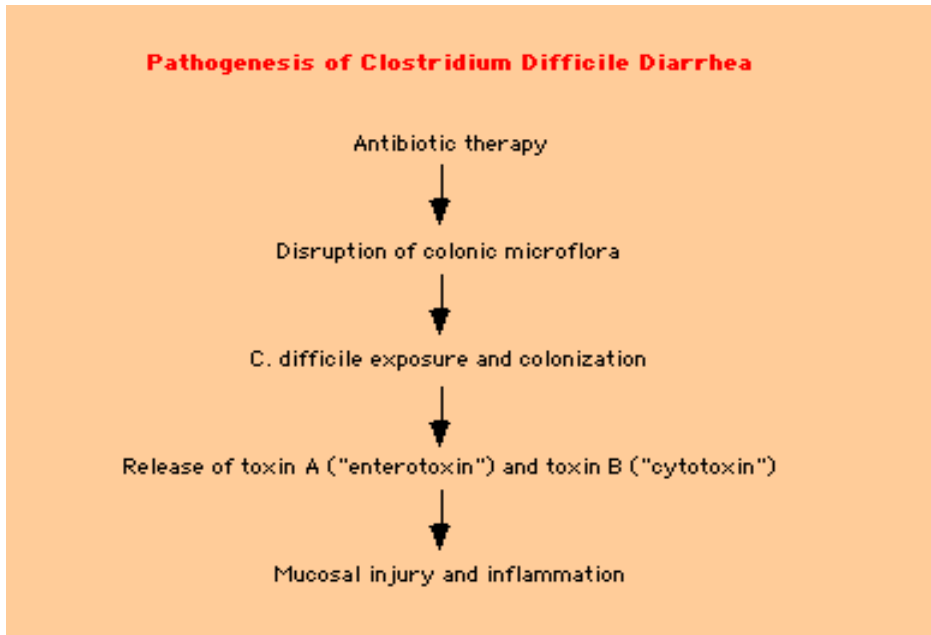 Pathogenesis of Clostridium Difficile Diarrhea
Antibiotic therapy
Disruption of colonic microflora
C. difficile exposure and colonization
Release of toxin A ("enterotoxin") and toxin B ("cytotoxin")
Mucosal injury and inflammation